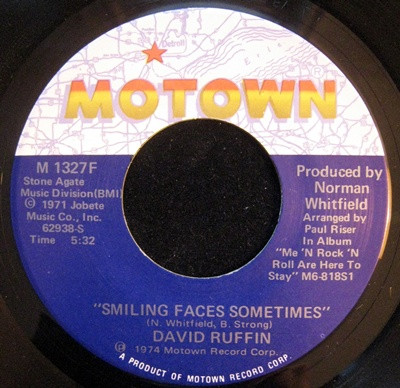 Detroit
MOTOWN
M 1327F
Stone Agate
Music Division(BMI)
℗ 1971 Jobete
Music Co., Inc.
62938-S
Time 5:32
Produced by
Norman
Whitfield
Arranged by
Paul Riser
In Album
"Me 'N Rock 'N
Roll Are Here To
Stay" M6-818S1
"SMILING FACES SOMETIMES"
(N. Whitfield, B. Strong)
DAVID RUFFIN
℗ 1974 Motown Record Corp.
A PRODUCT OF MOTOWN RECORD CORP.